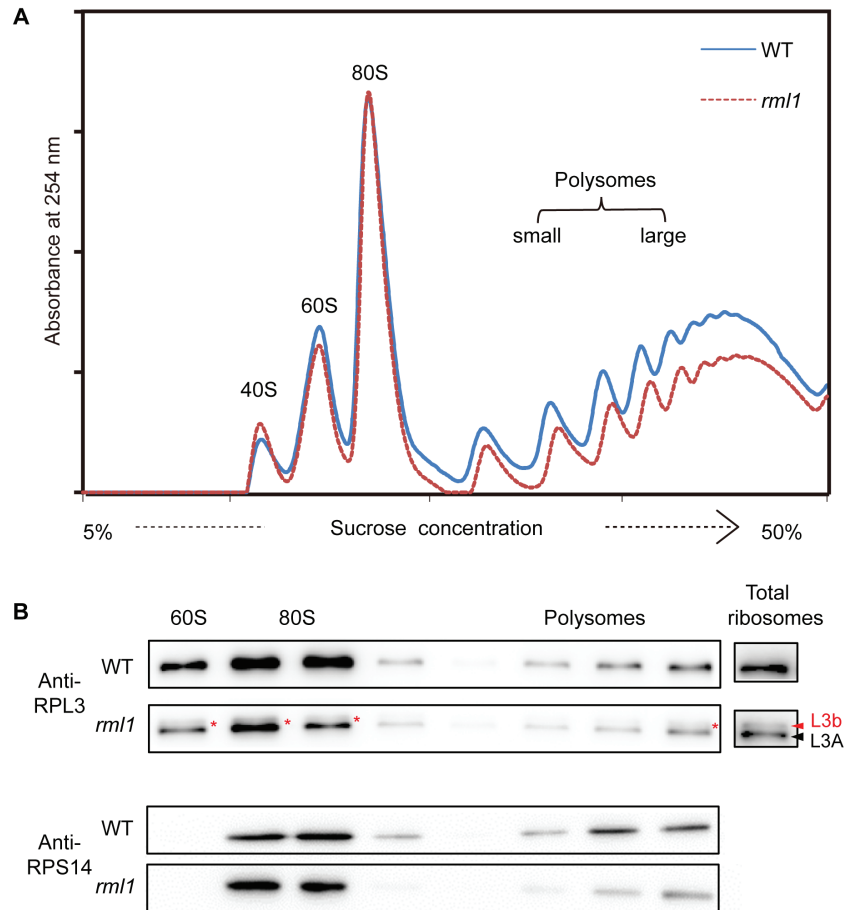 A
WT
rml1
80S
60S
40S
Polysomes
small large
Absorbance at 254 nm
5% Sucrose concentration 50%
B
60S 80S Polysomes Total ribosomes
Anti-RPL3
WT
rml1
* * * *
L3b
L3A
Anti-RPS14
WT
rml1